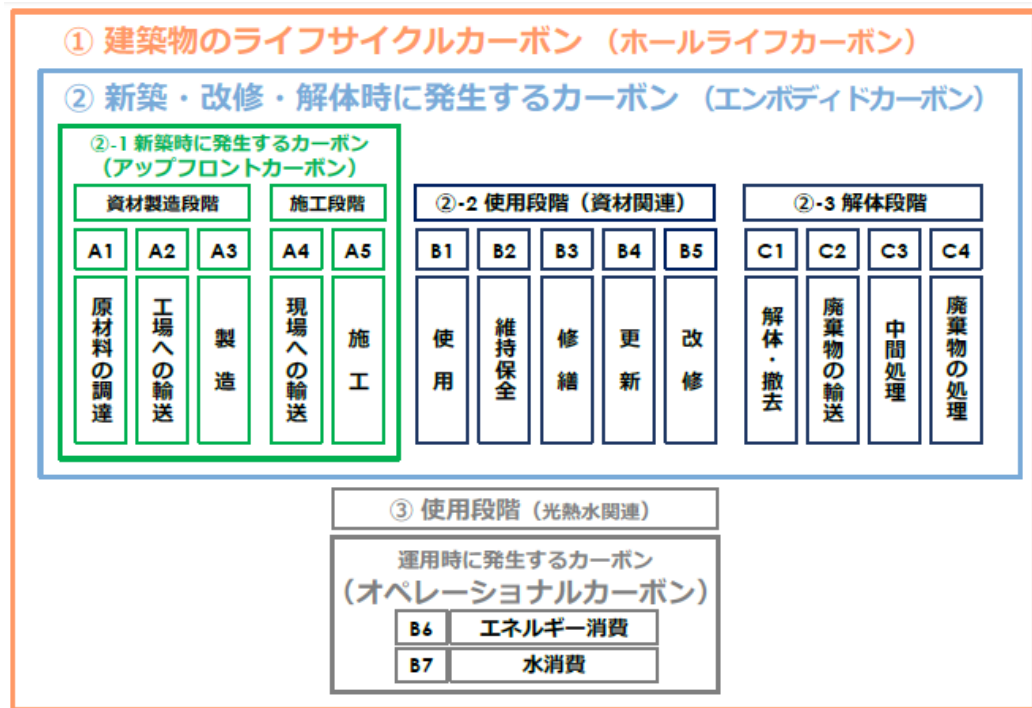 ① 建築物のライフサイクルカーボン（ホールライフカーボン）
② 新築・改修・解体時に発生するカーボン（エンボディドカーボン）
②-1 新築時に発生するカーボン
（アップフロントカーボン）
資材製造段階
施工段階
②-2 使用段階（資材関連）
②-3 解体段階
A1
A2
A3
A4
A5
B1
B2
B3
B4
B5
C1
C2
C3
C4
原材料の調達
工場への輸送
製造
現場への輸送
施工
使用
維持保全
修繕
更新
改修
解体・撤去
廃棄物の輸送
中間処理
廃棄物の処理
③ 使用段階（光熱水関連）
運用時に発生するカーボン
（オペレーショナルカーボン）
B6 エネルギー消費
B7 水消費